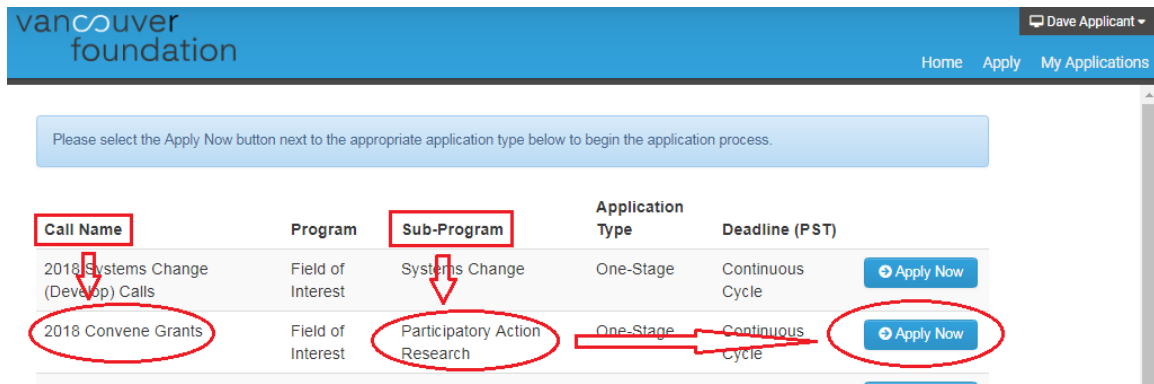 vancouver
foundation
Dave Applicant
Home Apply My Applications
Please select the Apply Now button next to the appropriate application type below to begin the application process.
Application
Call Name Program Sub-Program Type Deadline (PST)
2018 Systems Change Field of Systems Change One-Stage Continuous Apply Now
(Develop) Calls Interest Cycle
2018 Convene Grants Field of Participatory Action One-Stage Continuous Apply Now
Interest Research Cycle